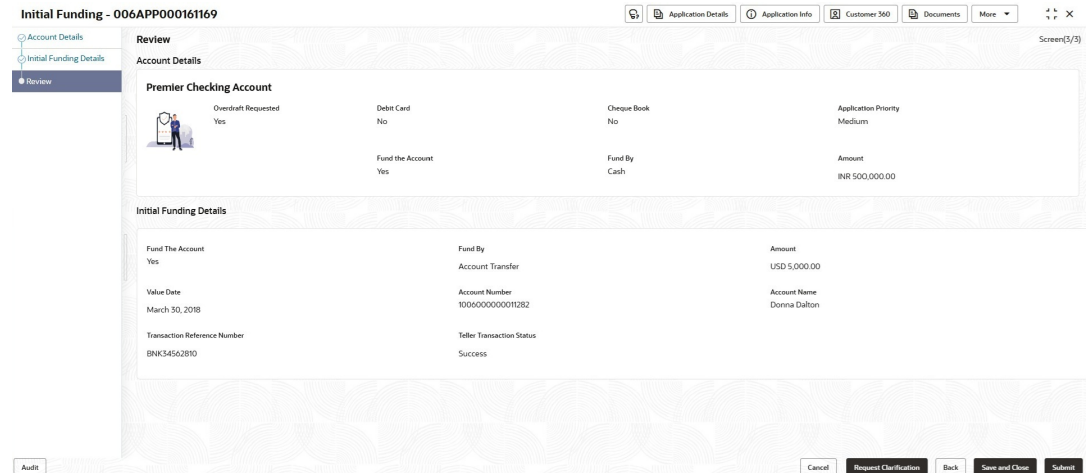 Initial Funding - 006APP000161169
Application Details
Application Info
Customer 360
Documents
More
Account Details
Initial Funding Details
Review
Review
Screen(3/3)
Account Details
Premier Checking Account
Overdraft Requested
Yes
Debit Card
No
Cheque Book
No
Application Priority
Medium
Fund the Account
Yes
Fund By
Cash
Amount
INR 500,000.00
Initial Funding Details
Fund The Account
Yes
Fund By
Account Transfer
Amount
USD 5,000.00
Value Date
March 30, 2018
Account Number
1006000000011282
Account Name
Donna Dalton
Transaction Reference Number
BNK34562810
Teller Transaction Status
Success
Audit
Cancel
Request Clarification
Back
Save and Close
Submit